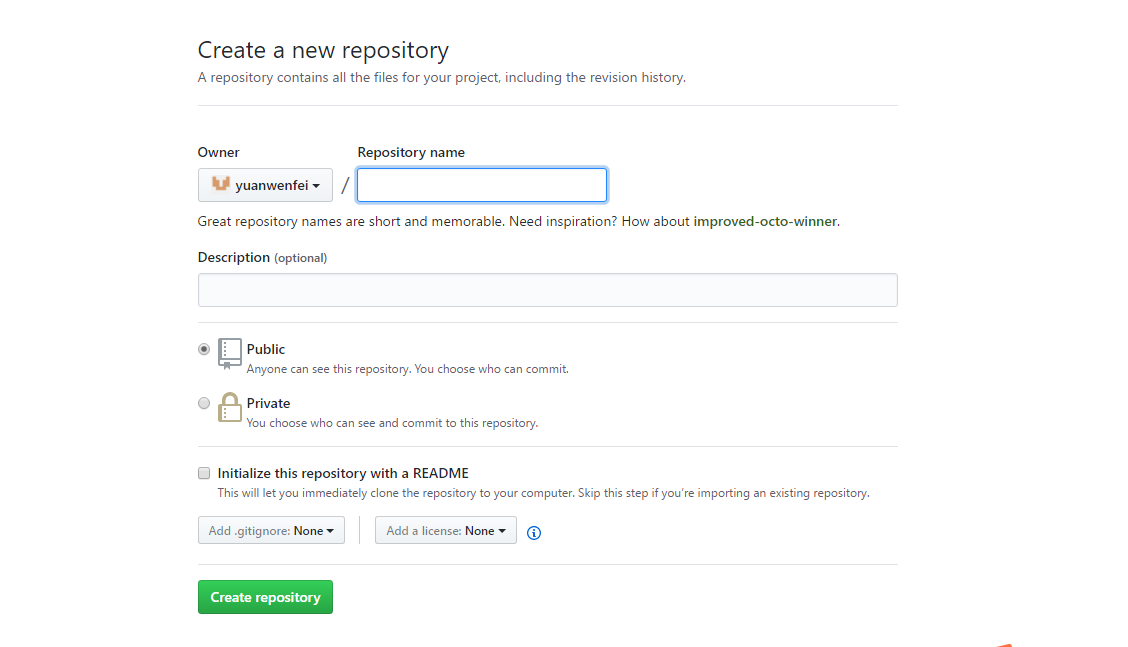 Create a new repository
A repository contains all the files for your project, including the revision history.
Owner Repository name
yuanwenfei /
Great repository names are short and memorable. Need inspiration? How about improved-octo-winner.
Description (optional)
Public
Anyone can see this repository. You choose who can commit.
Private
You choose who can see and commit to this repository.
Initialize this repository with a README
This will let you immediately clone the repository to your computer. Skip this step if you’re importing an existing repository.
Add .gitignore: None Add a license: None
Create repository